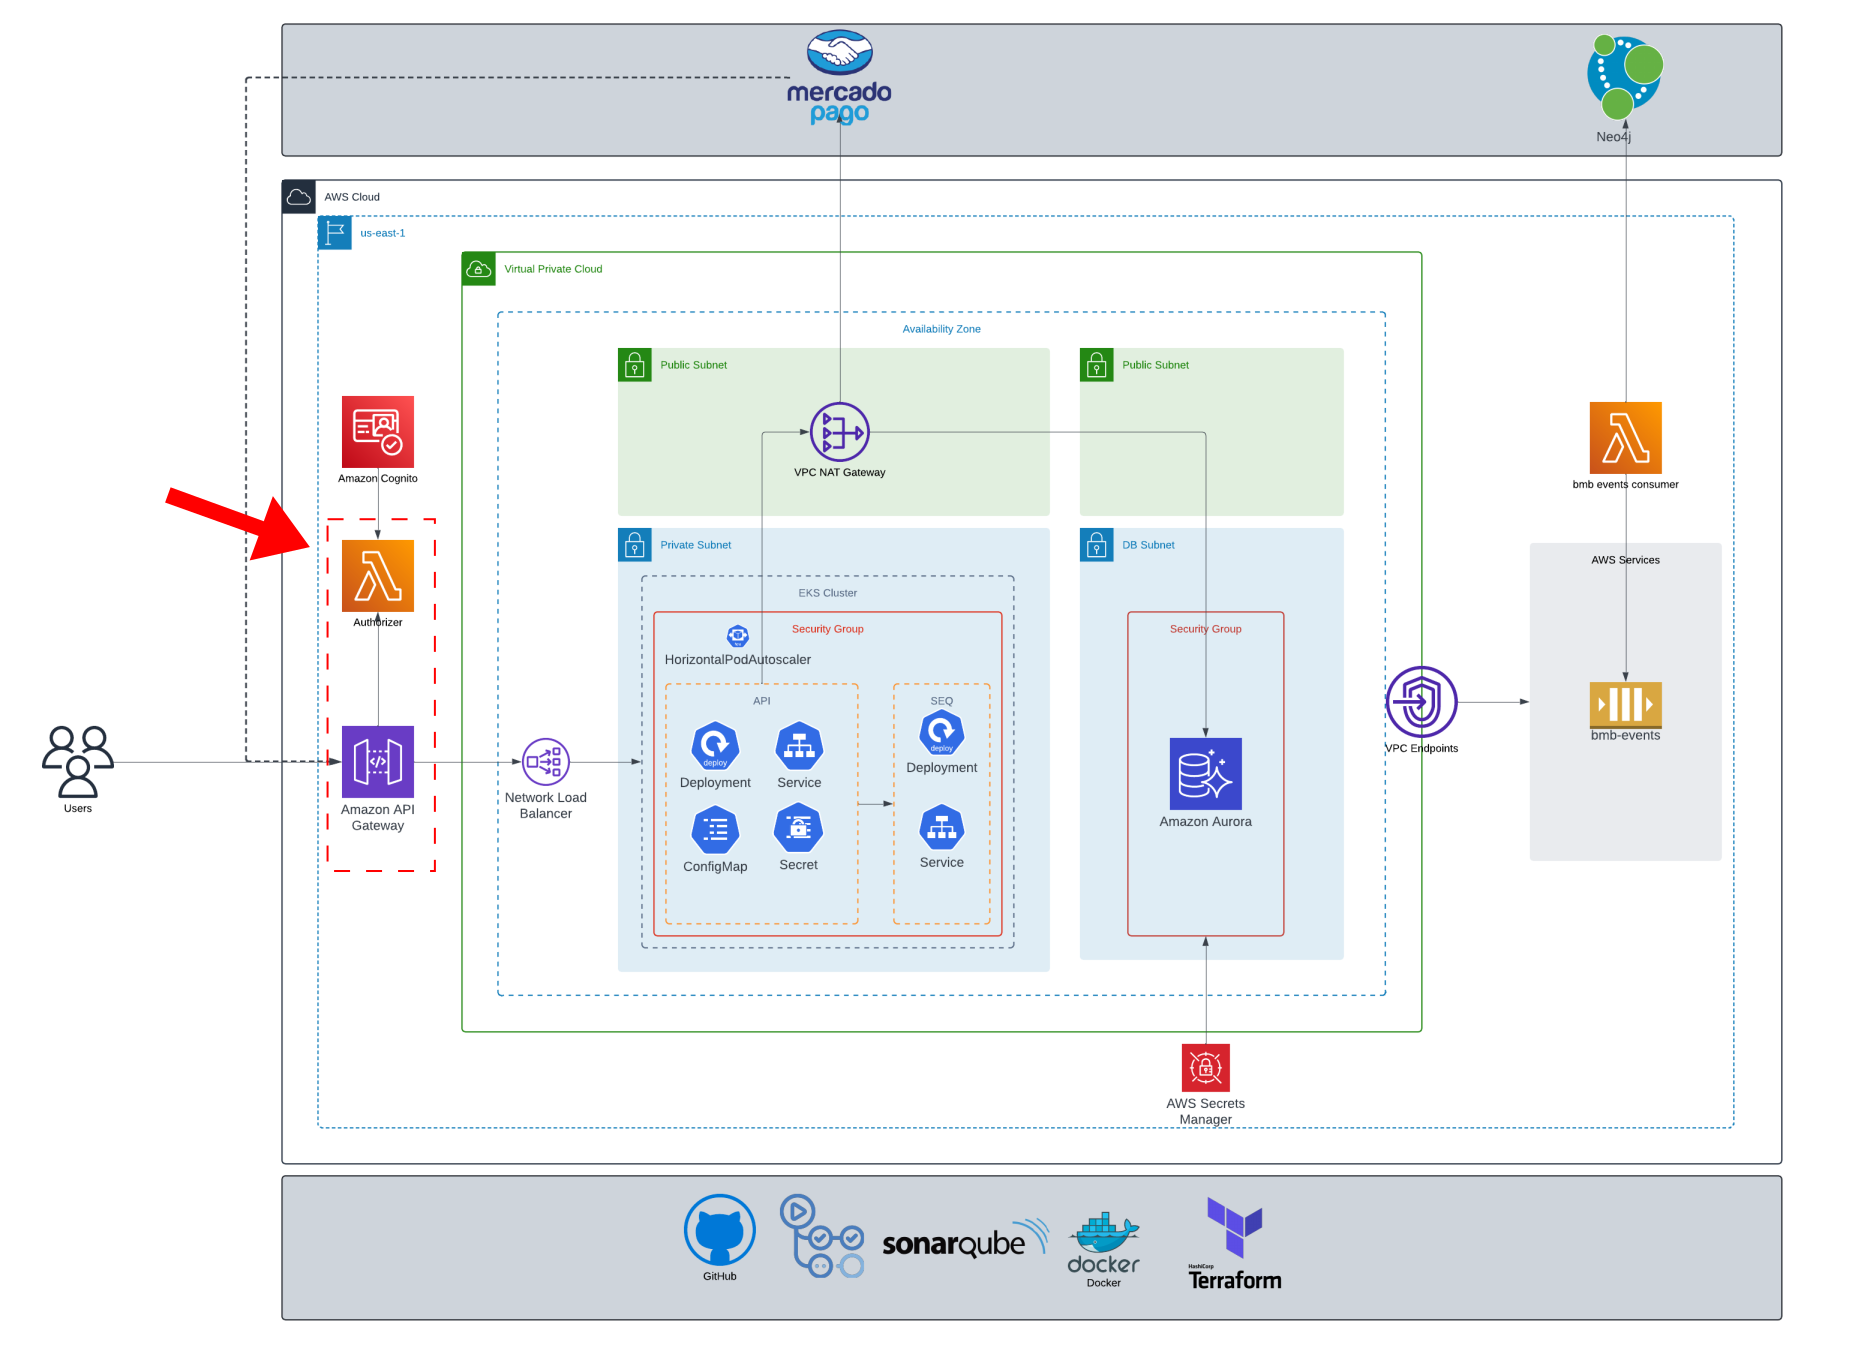 mercado
pago
Neo4j
AWS Cloud
us-east-1
Virtual Private Cloud
Availability Zone
Public Subnet
Public Subnet
VPC NAT Gateway
Amazon Cognito
bmb events consumer
Private Subnet
DB Subnet
AWS Services
EKS Cluster
Security Group
Security Group
Authorizer
HorizontalPodAutoscaler
API
SEQ
deploy
Deployment
Service
deploy
Deployment
bmb-events
VPC Endpoints
Users
Amazon API
Gateway
Network Load
Balancer
ConfigMap
Secret
Service
Amazon Aurora
AWS Secrets
Manager
GitHub
sonarqube
docker
Docker
HashiCorp
Terraform